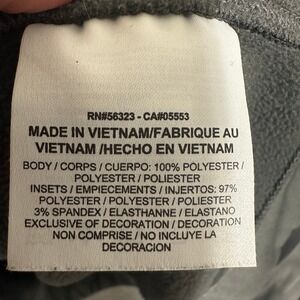 RN#56323 - CA#05553
MADE IN VIETNAM/FABRIQUE AU
VIETNAM /HECHO EN VIETNAM
BODY / CORPS / CUERPO: 100% POLYESTER /
POLYESTER / POLIESTER
INSETS / EMPIECEMENTS / INJERTOS: 97%
POLYESTER / POLYESTER / POLIESTER
3% SPANDEX / ELASTHANNE / ELASTANO
EXCLUSIVE OF DECORATION / DECORATION
NON COMPRISE / NO INCLUYE LA
DECORACION